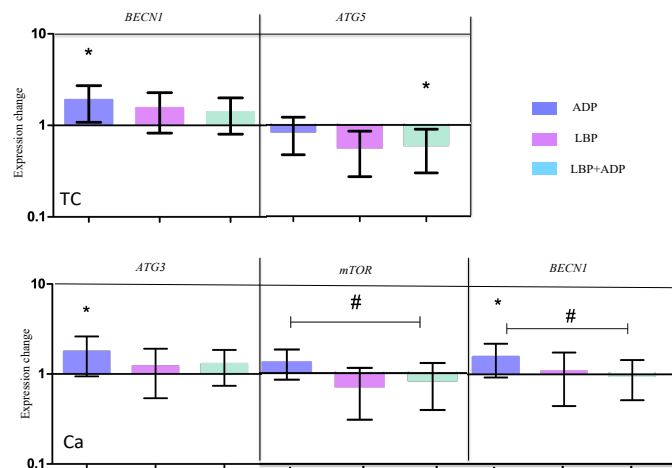 BECN1
ATG5
10
*
*
Expression change
1
0.1
TC
ADP
LBP
LBP+ADP
ATG3
mTOR
BECN1
10
*
#
*
#
Expression change
1
0.1
Ca